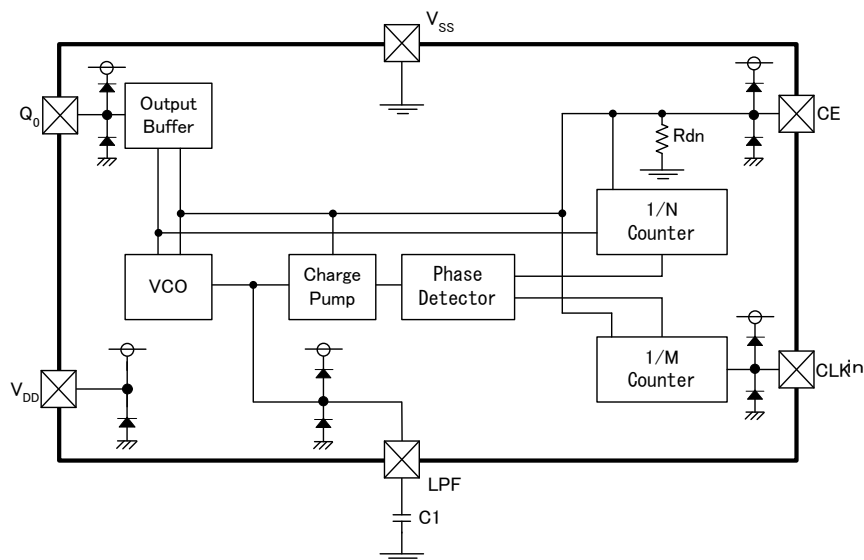 VSS
Q0
Output
Buffer
CE
Rdn
1/N
Counter
VCO
Charge
Pump
Phase
Detector
1/M
Counter
CLKin
VDD
LPF
C1